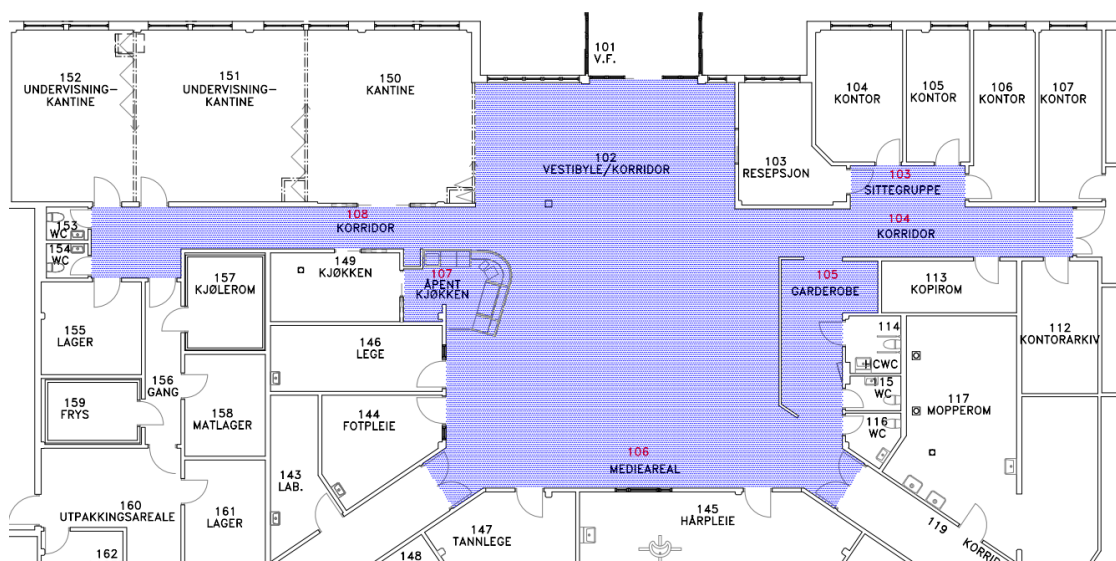 101
V.F.
152
UNDERVISNING-
KANTINE
151
UNDERVISNING-
KANTINE
150
KANTINE
104
KONTOR
105
KONTOR
106
KONTOR
107
KONTOR
102
VESTIBYLE/KORRIDOR
103
RESEPSJON
103
SITTEGRUPPE
108
KORRIDOR
104
KORRIDOR
153
WC
154
WC
149
KJØKKEN
107
ÅPENT
KJØKKEN
105
GARDEROBE
113
KOPIROM
157
KJØLEROM
155
LAGER
146
LEGE
114
HCWC
112
KONTORARKIV
156
GANG
159
FRYS
158
MATLAGER
144
FOTPLEIE
115
WC
117
MOPPEROM
116
WC
106
MEDIEAREAL
143
LAB.
160
UTPAKKINGSAREALE
161
LAGER
147
TANNLEGE
145
HÅRPLEIE
119
KORRID
162
148